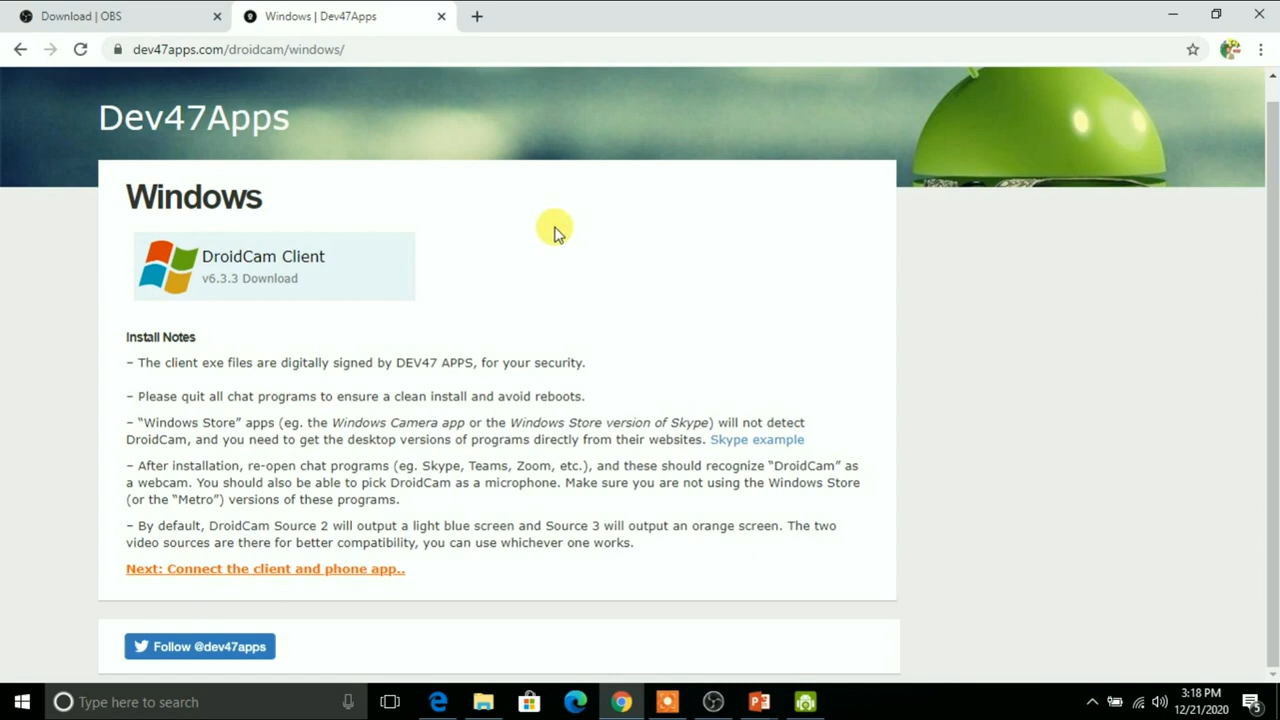 Download | OBS
Windows | Dev47Apps
dev47apps.com/droidcam/windows/
Dev47Apps
Windows
DroidCam Client
v6.3.3 Download
Install Notes
– The client exe files are digitally signed by DEV47 APPS, for your security.
– Please quit all chat programs to ensure a clean install and avoid reboots.
– “Windows Store” apps (eg. the Windows Camera app or the Windows Store version of Skype) will not detect
DroidCam, and you need to get the desktop versions of programs directly from their websites. Skype example
– After installation, re-open chat programs (eg. Skype, Teams, Zoom, etc.), and these should recognize “DroidCam” as
a webcam. You should also be able to pick DroidCam as a microphone. Make sure you are not using the Windows Store
(or the “Metro”) versions of these programs.
– By default, DroidCam Source 2 will output a light blue screen and Source 3 will output an orange screen. The two
video sources are there for better compatibility, you can use whichever one works.
Next: Connect the client and phone app..
Follow @dev47apps
Type here to search
3:18 PM
12/21/2020
5